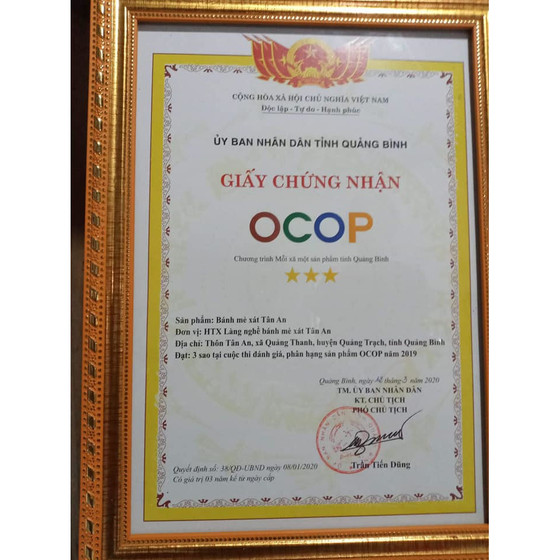 CỘNG HÒA XÃ HỘI CHỦ NGHĨA VIỆT NAM
Độc lập - Tự do - Hạnh phúc
ỦY BAN NHÂN DÂN TỈNH QUẢNG BÌNH
GIẤY CHỨNG NHẬN
OCOP
Chương trình Mỗi xã một sản phẩm tỉnh Quảng Bình
Sản phẩm: Bánh mè xát Tân An
Đơn vị: HTX Làng nghề bánh mè xát Tân An
Địa chỉ: Thôn Tân An, xã Quảng Thanh, huyện Quảng Trạch, tỉnh Quảng Bình
Đạt: 3 sao tại cuộc thi đánh giá, phân hạng sản phẩm OCOP năm 2019
Quảng Bình, ngày tháng 3 năm 2020
TM. ỦY BAN NHÂN DÂN
KT. CHỦ TỊCH
PHÓ CHỦ TỊCH
Trần Tiến Dũng
Quyết định số: 38/QĐ-UBND ngày 08/01/2020
Có giá trị 03 năm kể từ ngày cấp